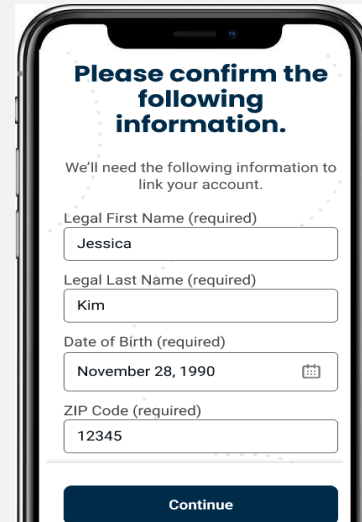 Please confirm the
following
information.
We'll need the following information to
link your account.
Legal First Name (required)
Jessica
Legal Last Name (required)
Kim
Date of Birth (required)
November 28, 1990
ZIP Code (required)
12345
Continue